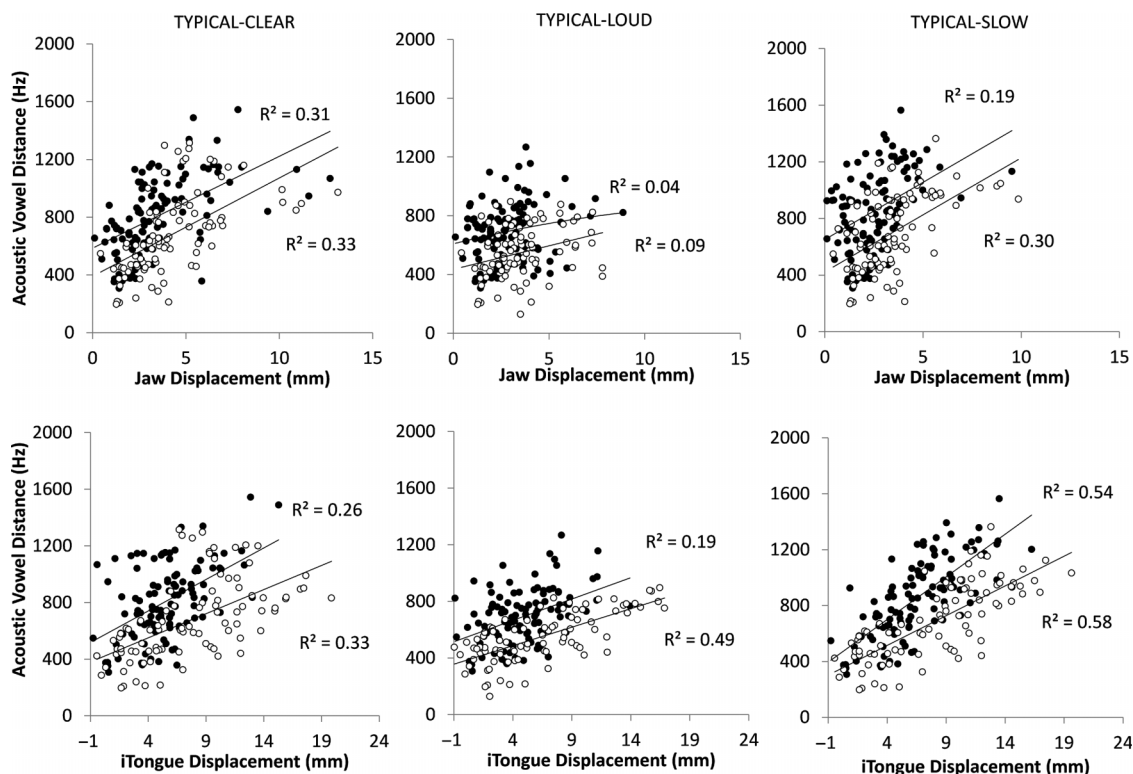 TYPICAL-CLEAR
TYPICAL-LOUD
TYPICAL-SLOW
Acoustic Vowel Distance (Hz)
2000
1600
1200
800
400
0
R² = 0.31
R² = 0.33
0 5 10 15
Jaw Displacement (mm)
2000
1600
1200
800
400
0
R² = 0.04
R² = 0.09
0 5 10 15
Jaw Displacement (mm)
2000
1600
1200
800
400
0
R² = 0.19
R² = 0.30
0 5 10 15
Jaw Displacement (mm)
Acoustic Vowel Distance (Hz)
2000
1600
1200
800
400
0
R² = 0.26
R² = 0.33
−1 4 9 14 19 24
iTongue Displacement (mm)
2000
1600
1200
800
400
0
R² = 0.19
R² = 0.49
−1 4 9 14 19 24
iTongue Displacement (mm)
2000
1600
1200
800
400
0
R² = 0.54
R² = 0.58
−1 4 9 14 19 24
iTongue Displacement (mm)